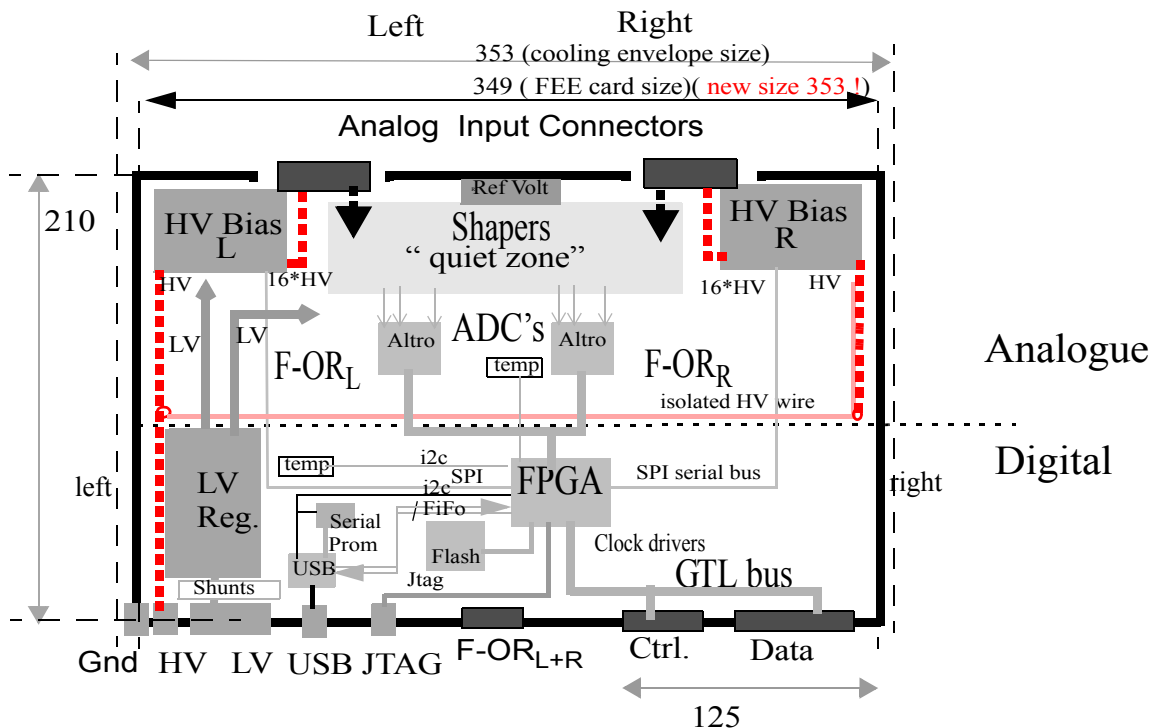 Left
Right
353 (cooling envelope size)
349 ( FEE card size)( new size 353 !)
Analog Input Connectors
210
HV Bias
L
Ref Volt
Shapers
“ quiet zone”
HV Bias
R
HV
16*HV
16*HV
HV
LV
LV
Altro
ADC’s
Altro
temp
F-ORL
F-ORR
isolated HV wire
Analogue
Digital
left
right
LV
Reg.
temp
i2c
SPI
i2c
/ FiFo
FPGA
SPI serial bus
Serial
Prom
Flash
USB
Clock drivers
GTL bus
Jtag
Shunts
Gnd
HV
LV
USB
JTAG
F-ORL+R
Ctrl.
Data
125